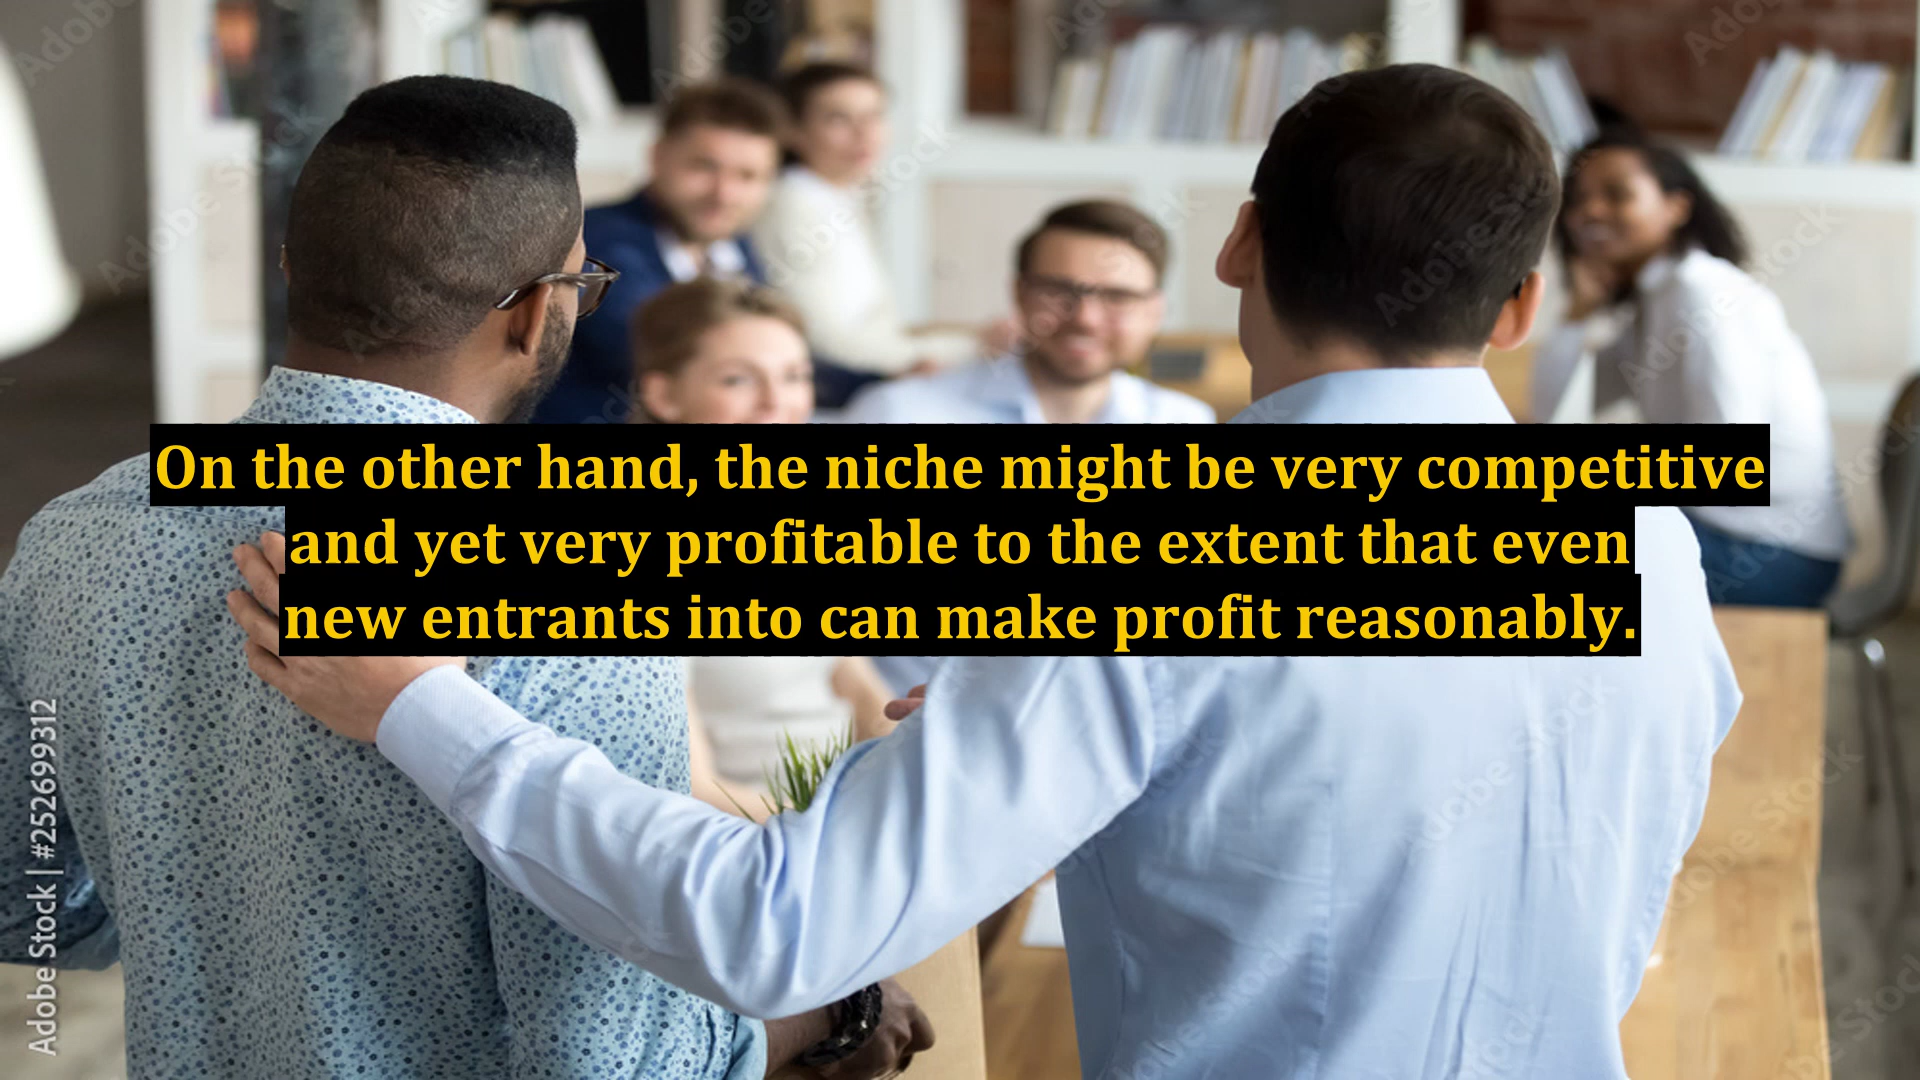 On the other hand, the niche might be very competitive
and yet very profitable to the extent that even
new entrants into can make profit reasonably.
Adobe Stock | #252699312